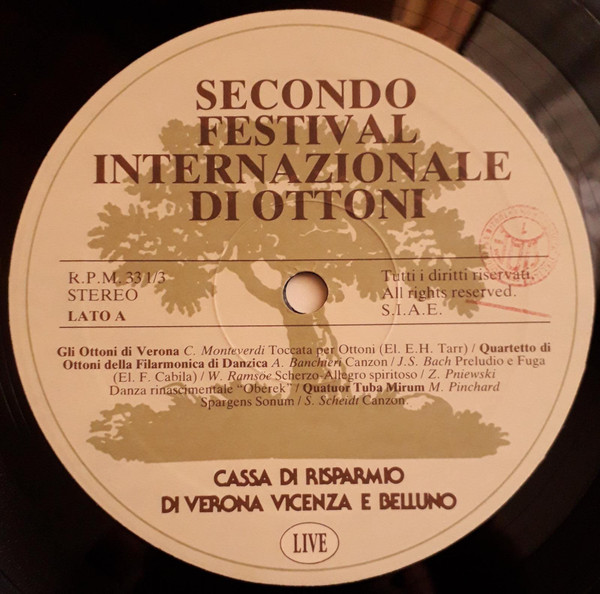 SECONDO
FESTIVAL
INTERNAZIONALE
DI OTTONI
R.P.M. 33 1/3
STEREO
LATO A
Tutti i diritti riservati.
All rights reserved.
S.I.A.E.
Gli Ottoni di Verona C. Monteverdi Toccata per Ottoni (El. E.H. Tarr) / Quartetto di
Ottoni della Filarmonica di Danzica A. Banchieri Canzon / J.S. Bach Preludio e Fuga
(El. F. Cabila) / W. Ramsoe Scherzo-Allegro spiritoso / Z. Pniewski
Danza rinascimentale "Oberek" / Quatuor Tuba Mirum M. Pinchard
Spargens Sonum / S. Scheidt Canzon
CASSA DI RISPARMIO
DI VERONA VICENZA E BELLUNO
LIVE